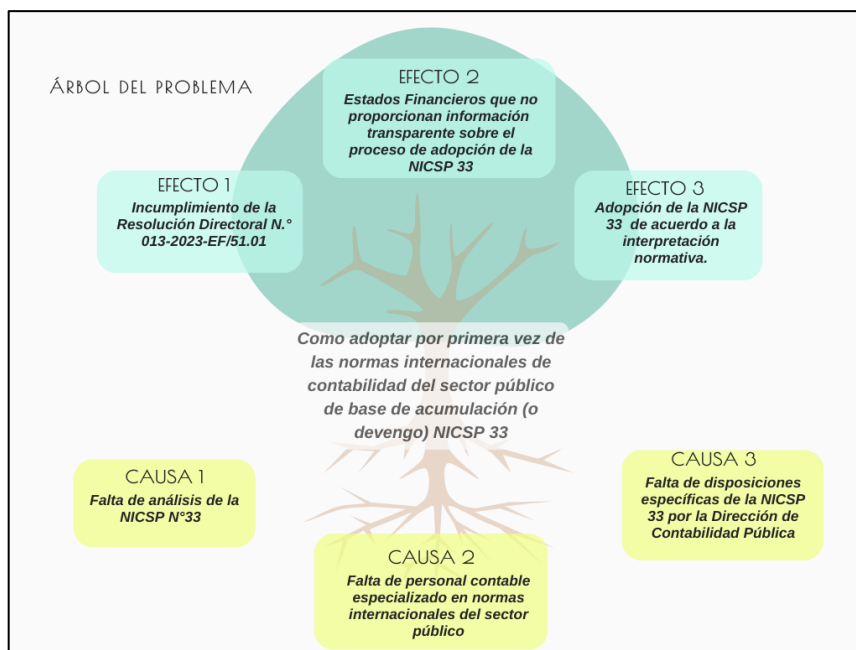 ÁRBOL DEL PROBLEMA
EFECTO 2
Estados Financieros que no
proporcionan información
transparente sobre el
proceso de adopción de la
NICSP 33
EFECTO 1
Incumplimiento de la
Resolución Directoral N.°
013-2023-EF/51.01
EFECTO 3
Adopción de la NICSP
33 de acuerdo a la
interpretación
normativa.
Como adoptar por primera vez de
las normas internacionales de
contabilidad del sector público
de base de acumulación (o
devengo) NICSP 33
CAUSA 1
Falta de análisis de la
NICSP N°33
CAUSA 2
Falta de personal contable
especializado en normas
internacionales del sector
público
CAUSA 3
Falta de disposiciones
específicas de la NICSP
33 por la Dirección de
Contabilidad Pública